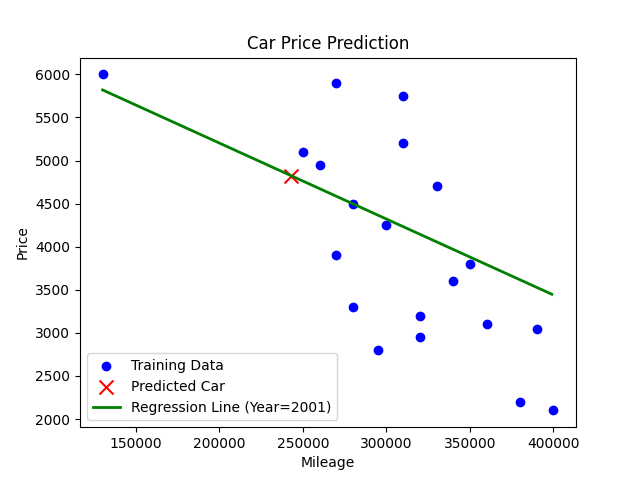 Car Price Prediction
6000
5500
5000
4500
4000
3500
3000
2500
2000
Price
Training Data
Predicted Car
Regression Line (Year=2001)
150000 200000 250000 300000 350000 400000
Mileage